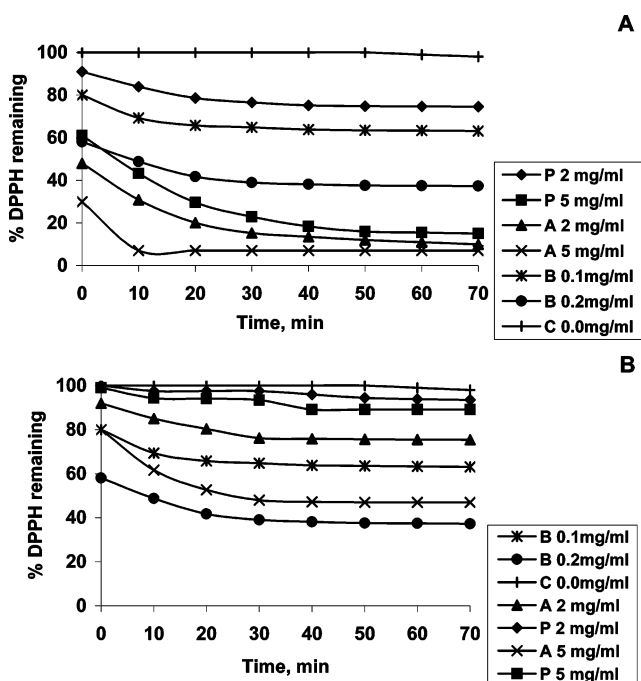 A
100
80
60
40
20
0
% DPPH remaining
0 10 20 30 40 50 60 70
Time, min
P 2 mg/ml
P 5 mg/ml
A 2 mg/ml
A 5 mg/ml
B 0.1mg/ml
B 0.2mg/ml
C 0.0mg/ml
B
100
80
60
40
20
0
% DPPH remaining
0 10 20 30 40 50 60 70
Time, min
B 0.1mg/ml
B 0.2mg/ml
C 0.0mg/ml
A 2 mg/ml
P 2 mg/ml
A 5 mg/ml
P 5 mg/ml